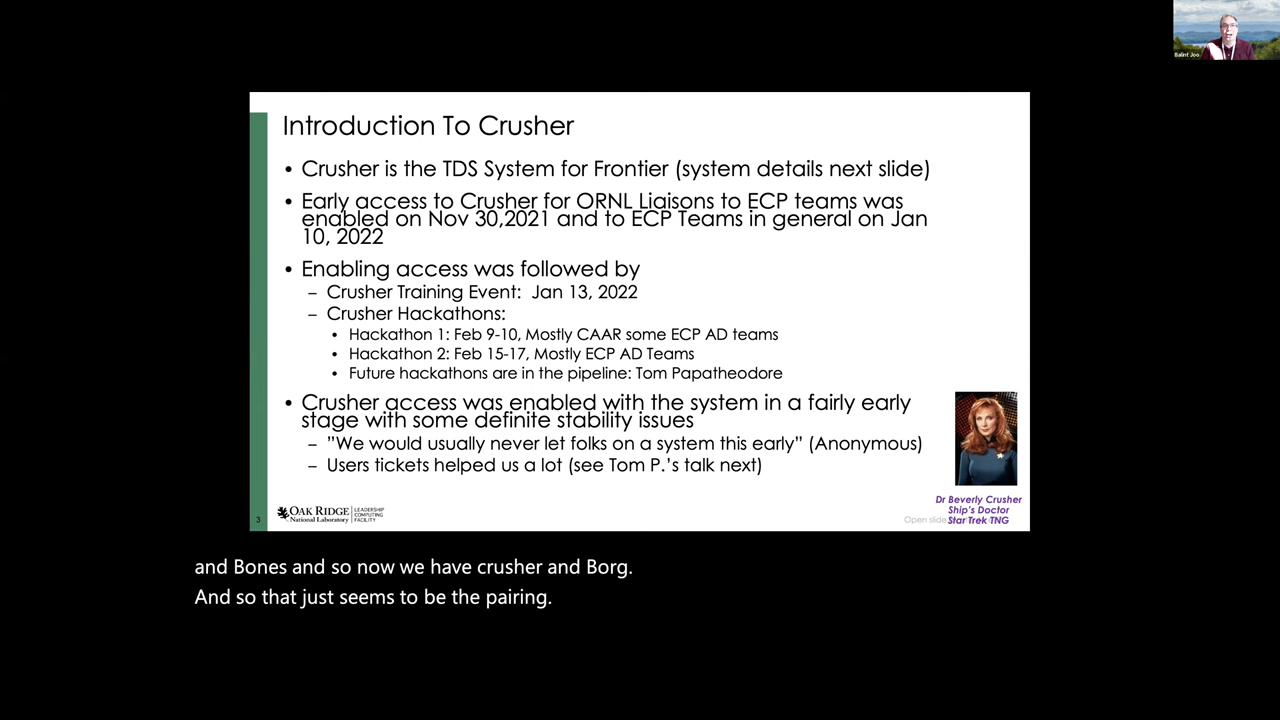 Balint Joo
Introduction To Crusher
• Crusher is the TDS System for Frontier (system details next slide)
• Early access to Crusher for ORNL Liaisons to ECP teams was
enabled on Nov 30,2021 and to ECP Teams in general on Jan
10, 2022
• Enabling access was followed by
– Crusher Training Event:  Jan 13, 2022
– Crusher Hackathons:
• Hackathon 1: Feb 9-10, Mostly CAAR some ECP AD teams
• Hackathon 2: Feb 15-17, Mostly ECP AD Teams
• Future hackathons are in the pipeline: Tom Papatheodore
• Crusher access was enabled with the system in a fairly early
stage with some definite stability issues
– ”We would usually never let folks on a system this early” (Anonymous)
– Users tickets helped us a lot (see Tom P.’s talk next)
Dr Beverly Crusher
Ship's Doctor
Star Trek TNG
3
OAK RIDGE
National Laboratory
LEADERSHIP
COMPUTING
FACILITY
Open slide
and Bones and so now we have crusher and Borg.
And so that just seems to be the pairing.